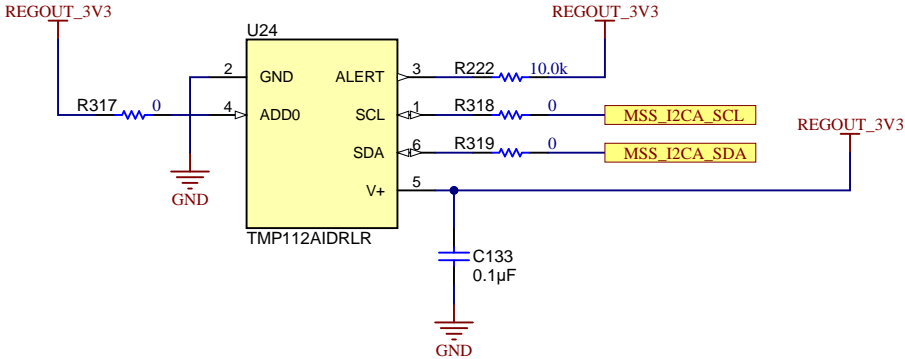 REGOUT_3V3
REGOUT_3V3
U24
2 GND ALERT 3 R222 10.0k
R317 0 4 ADD0 SCL 1 R318 0 MSS_I2CA_SCL
REGOUT_3V3
SDA 6 R319 0 MSS_I2CA_SDA
GND V+ 5
TMP112AIDRLR
C133
0.1µF
GND